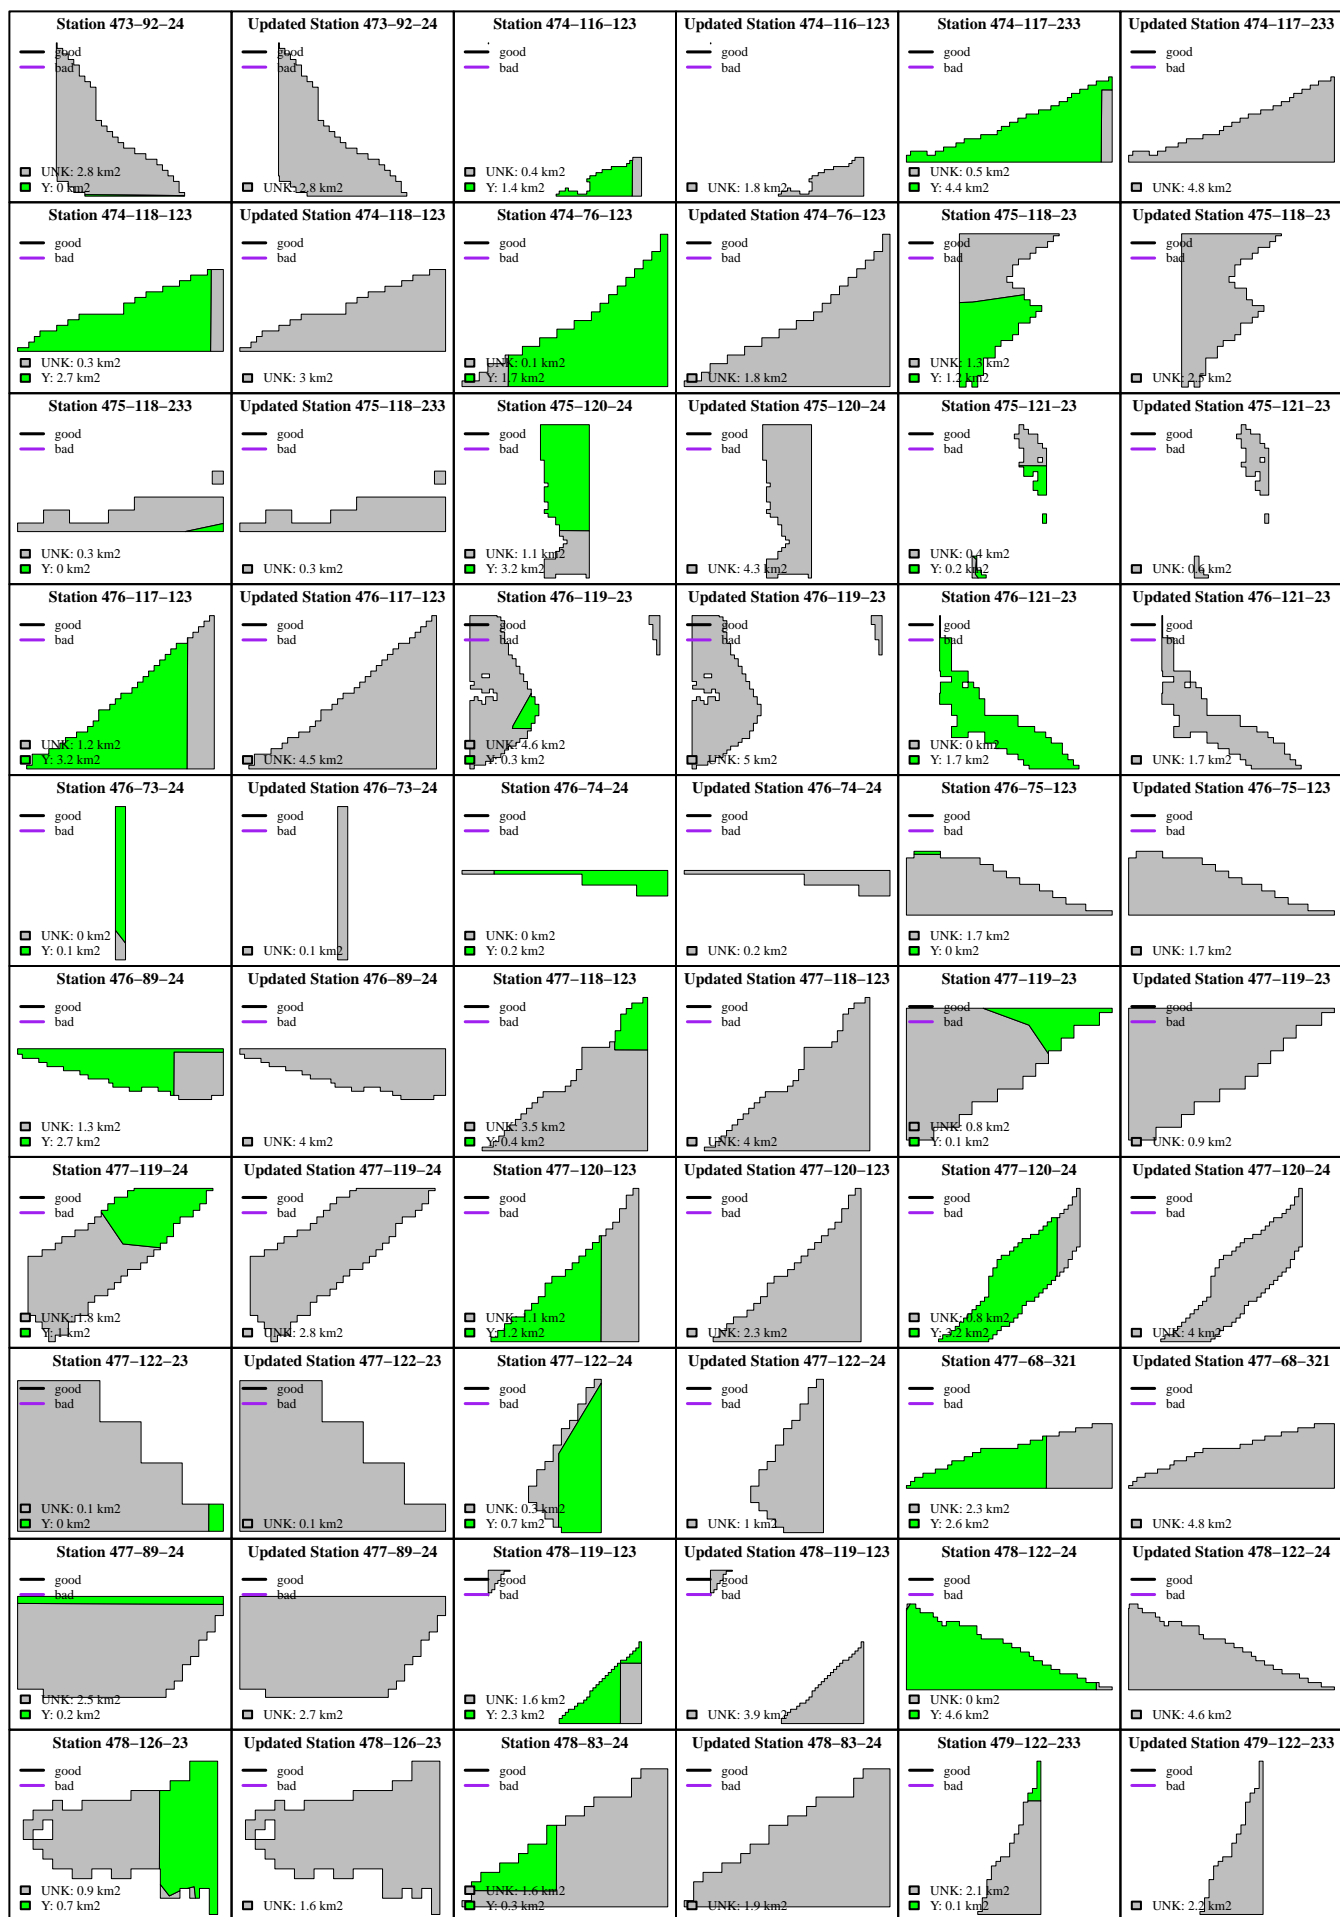 Station 473−92−24
good
bad
UNK: 2.8 km2
Y: 0 km2
Updated Station 473−92−24
good
bad
UNK: 2.8 km2
Station 474−116−123
good
bad
UNK: 0.4 km2
Y: 1.4 km2
Updated Station 474−116−123
good
bad
UNK: 1.8 km2
Station 474−117−233
good
bad
UNK: 0.5 km2
Y: 4.4 km2
Updated Station 474−117−233
good
bad
UNK: 4.8 km2
Station 474−118−123
good
bad
UNK: 0.3 km2
Y: 2.7 km2
Updated Station 474−118−123
good
bad
UNK: 3 km2
Station 474−76−123
good
bad
UNK: 0.1 km2
Y: 1.7 km2
Updated Station 474−76−123
good
bad
UNK: 1.8 km2
Station 475−118−23
good
bad
UNK: 1.3 km2
Y: 1.2 km2
Updated Station 475−118−23
good
bad
UNK: 2.5 km2
Station 475−118−233
good
bad
UNK: 0.3 km2
Y: 0 km2
Updated Station 475−118−233
good
bad
UNK: 0.3 km2
Station 475−120−24
good
bad
UNK: 1.1 km2
Y: 3.2 km2
Updated Station 475−120−24
good
bad
UNK: 4.3 km2
Station 475−121−23
good
bad
UNK: 0.4 km2
Y: 0.2 km2
Updated Station 475−121−23
good
bad
UNK: 0.6 km2
Station 476−117−123
good
bad
UNK: 1.2 km2
Y: 3.2 km2
Updated Station 476−117−123
good
bad
UNK: 4.5 km2
Station 476−119−23
good
bad
UNK: 4.6 km2
Y: 0.3 km2
Updated Station 476−119−23
good
bad
UNK: 5 km2
Station 476−121−23
good
bad
UNK: 0 km2
Y: 1.7 km2
Updated Station 476−121−23
good
bad
UNK: 1.7 km2
Station 476−73−24
good
bad
UNK: 0 km2
Y: 0.1 km2
Updated Station 476−73−24
good
bad
UNK: 0.1 km2
Station 476−74−24
good
bad
UNK: 0 km2
Y: 0.2 km2
Updated Station 476−74−24
good
bad
UNK: 0.2 km2
Station 476−75−123
good
bad
UNK: 1.7 km2
Y: 0 km2
Updated Station 476−75−123
good
bad
UNK: 1.7 km2
Station 476−89−24
good
bad
UNK: 1.3 km2
Y: 2.7 km2
Updated Station 476−89−24
good
bad
UNK: 4 km2
Station 477−118−123
good
bad
UNK: 3.5 km2
Y: 0.4 km2
Updated Station 477−118−123
good
bad
UNK: 4 km2
Station 477−119−23
good
bad
UNK: 0.8 km2
Y: 0.1 km2
Updated Station 477−119−23
good
bad
UNK: 0.9 km2
Station 477−119−24
good
bad
UNK: 1.8 km2
Y: 1 km2
Updated Station 477−119−24
good
bad
UNK: 2.8 km2
Station 477−120−123
good
bad
UNK: 1.1 km2
Y: 1.2 km2
Updated Station 477−120−123
good
bad
UNK: 2.3 km2
Station 477−120−24
good
bad
UNK: 0.8 km2
Y: 3.2 km2
Updated Station 477−120−24
good
bad
UNK: 4 km2
Station 477−122−23
good
bad
UNK: 0.1 km2
Y: 0 km2
Updated Station 477−122−23
good
bad
UNK: 0.1 km2
Station 477−122−24
good
bad
UNK: 0.3 km2
Y: 0.7 km2
Updated Station 477−122−24
good
bad
UNK: 1 km2
Station 477−68−321
good
bad
UNK: 2.3 km2
Y: 2.6 km2
Updated Station 477−68−321
good
bad
UNK: 4.8 km2
Station 477−89−24
good
bad
UNK: 2.5 km2
Y: 0.2 km2
Updated Station 477−89−24
good
bad
UNK: 2.7 km2
Station 478−119−123
good
bad
UNK: 1.6 km2
Y: 2.3 km2
Updated Station 478−119−123
good
bad
UNK: 3.9 km2
Station 478−122−24
good
bad
UNK: 0 km2
Y: 4.6 km2
Updated Station 478−122−24
good
bad
UNK: 4.6 km2
Station 478−126−23
good
bad
UNK: 0.9 km2
Y: 0.7 km2
Updated Station 478−126−23
good
bad
UNK: 1.6 km2
Station 478−83−24
good
bad
UNK: 1.6 km2
Y: 0.3 km2
Updated Station 478−83−24
good
bad
UNK: 1.9 km2
Station 479−122−233
good
bad
UNK: 2.1 km2
Y: 0.1 km2
Updated Station 479−122−233
good
bad
UNK: 2.2 km2